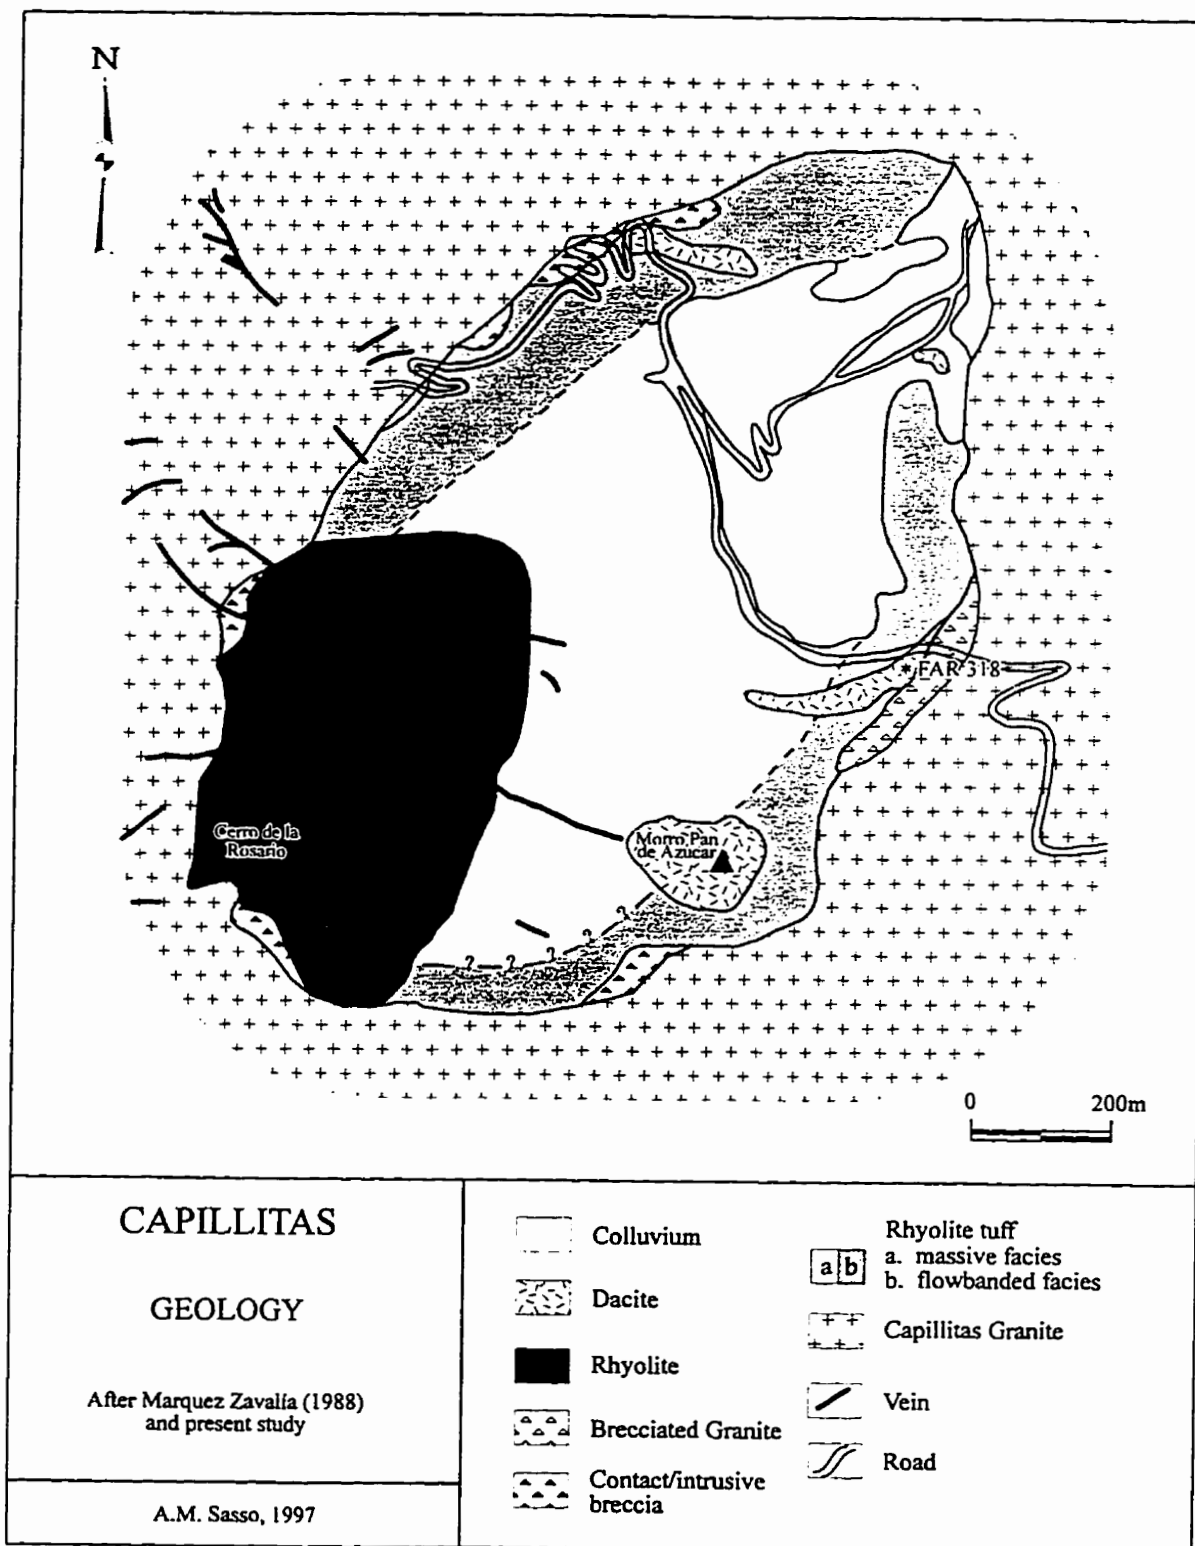 N
FAR 318
Cerro de la
Rosario
Morro Pan
de Azucar
?
?
?
?
?
0 200m
CAPILLITAS
GEOLOGY
After Marquez Zavalía (1988)
and present study
A.M. Sasso, 1997
Colluvium
Dacite
Rhyolite
Brecciated Granite
Contact/intrusive
breccia
Rhyolite tuff
a b a. massive facies
b. flowbanded facies
Capillitas Granite
Vein
Road